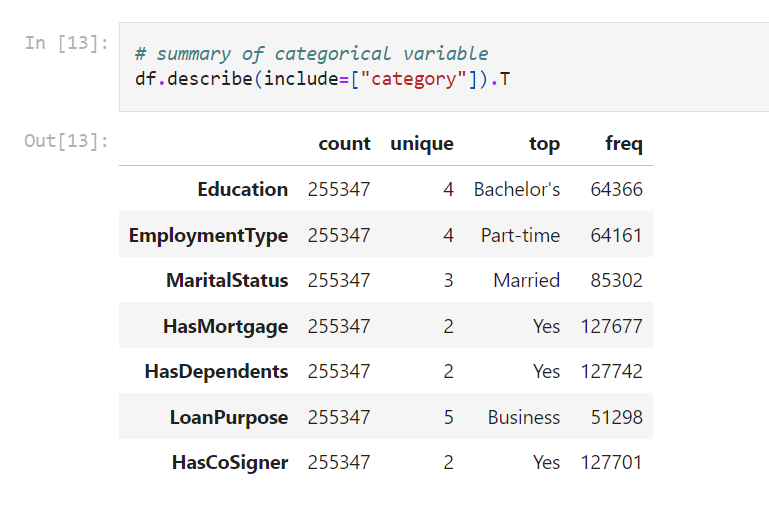 In [13]:
# summary of categorical variable
df.describe(include=["category"]).T
Out[13]:
count unique top freq
Education 255347 4 Bachelor's 64366
EmploymentType 255347 4 Part-time 64161
MaritalStatus 255347 3 Married 85302
HasMortgage 255347 2 Yes 127677
HasDependents 255347 2 Yes 127742
LoanPurpose 255347 5 Business 51298
HasCoSigner 255347 2 Yes 127701